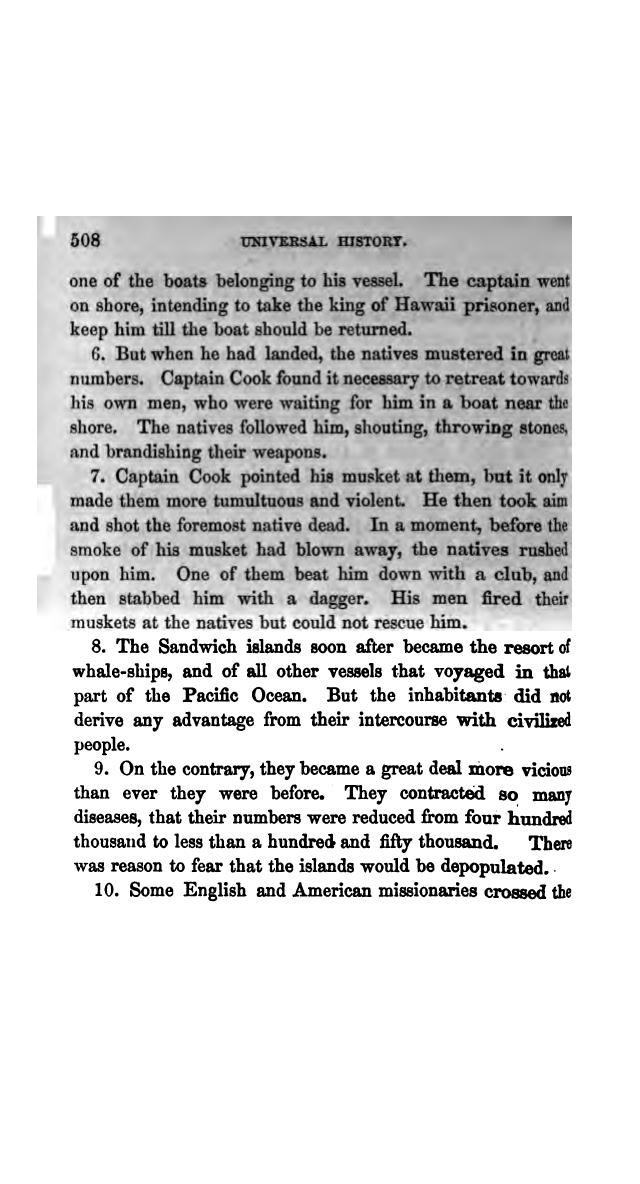 508 UNIVERSAL HISTORY.
one of the boats belonging to his vessel. The captain went
on shore, intending to take the king of Hawaii prisoner, and
keep him till the boat should be returned.
6. But when he had landed, the natives mustered in great
numbers. Captain Cook found it necessary to retreat towards
his own men, who were waiting for him in a boat near the
shore. The natives followed him, shouting, throwing stones,
and brandishing their weapons.
7. Captain Cook pointed his musket at them, but it only
made them more tumultuous and violent. He then took aim
and shot the foremost native dead. In a moment, before the
smoke of his musket had blown away, the natives rushed
upon him. One of them beat him down with a club, and
then stabbed him with a dagger. His men fired their
muskets at the natives but could not rescue him.
8. The Sandwich islands soon after became the resort of
whale-ships, and of all other vessels that voyaged in that
part of the Pacific Ocean. But the inhabitants did not
derive any advantage from their intercourse with civilized
people.
9. On the contrary, they became a great deal more vicious
than ever they were before. They contracted so many
diseases, that their numbers were reduced from four hundred
thousand to less than a hundred and fifty thousand. There
was reason to fear that the islands would be depopulated.
10. Some English and American missionaries crossed the